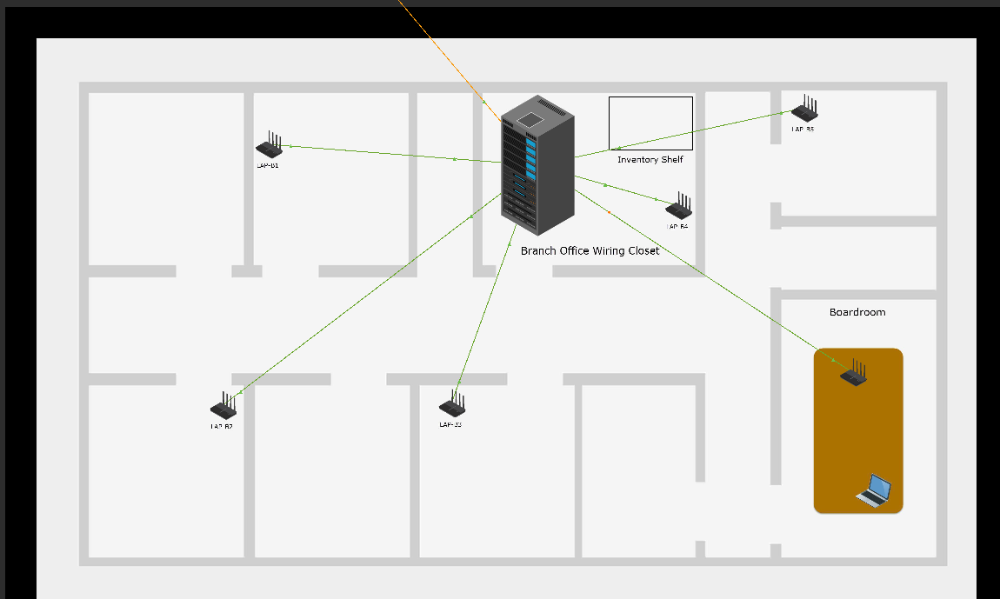 LAP-B5
Inventory Shelf
LAP-B1
LAP-B4
Branch Office Wiring Closet
Boardroom
LAP-B2
LAP-B3